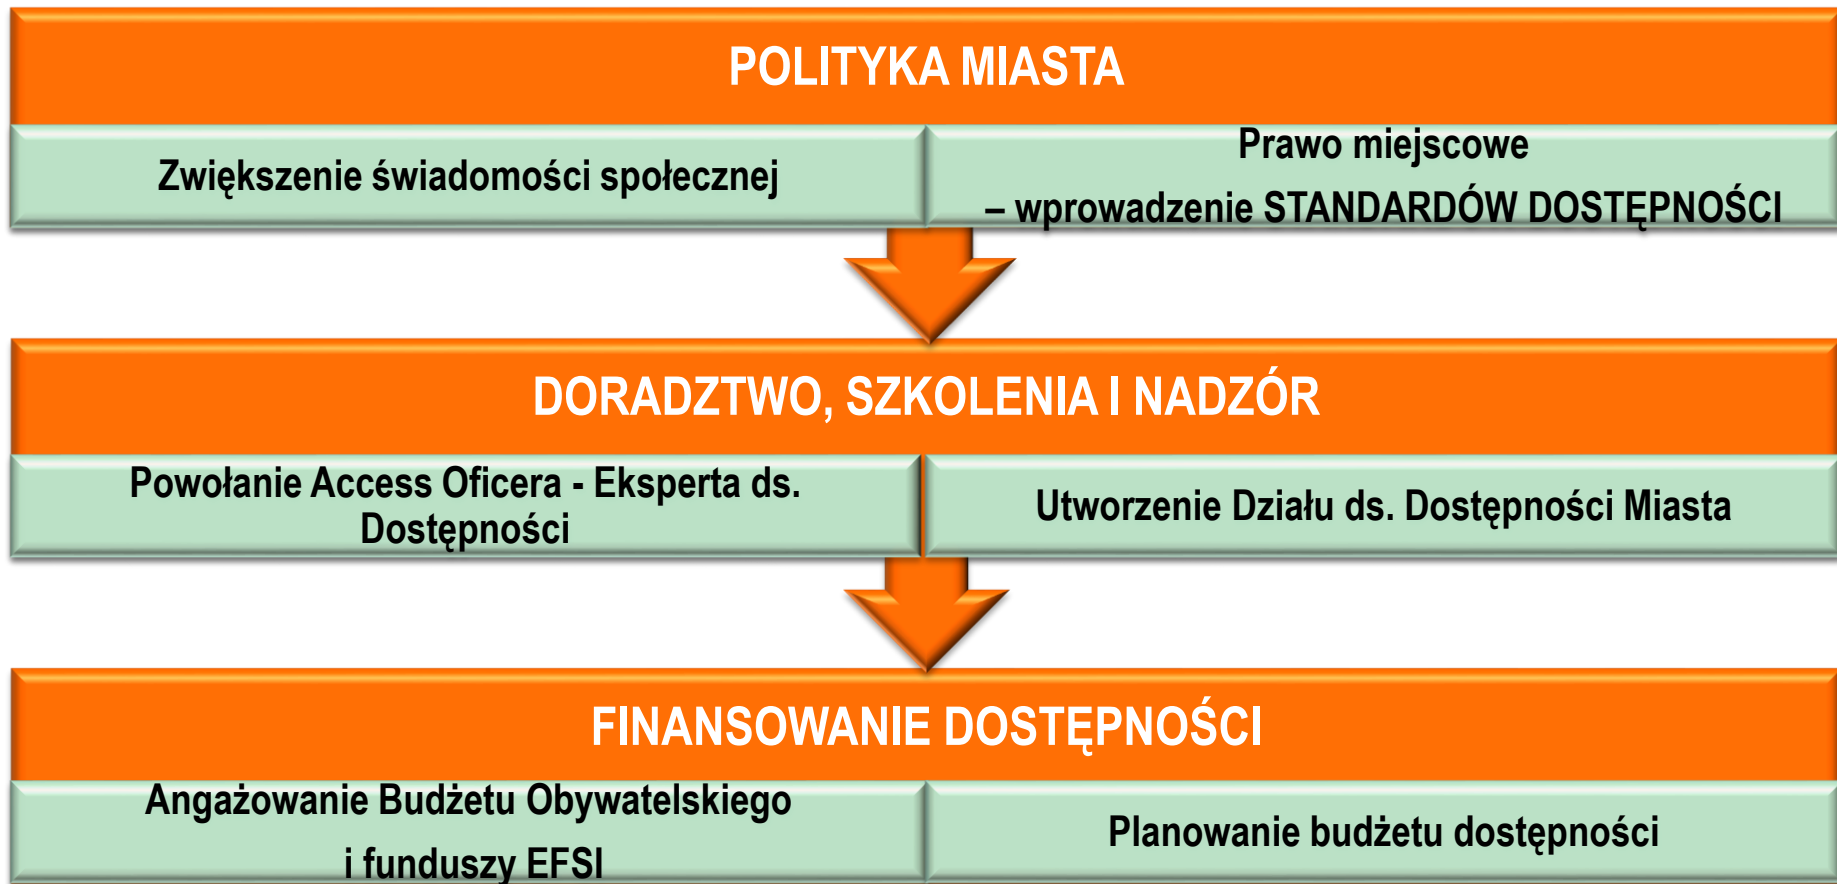 POLITYKA MIASTA
Zwiększenie świadomości społecznej
Prawo miejscowe
– wprowadzenie STANDARDÓW DOSTĘPNOŚCI
DORADZTWO, SZKOLENIA I NADZÓR
Powołanie Access Oficera - Eksperta ds.
Dostępności
Utworzenie Działu ds. Dostępności Miasta
FINANSOWANIE DOSTĘPNOŚCI
Angażowanie Budżetu Obywatelskiego
i funduszy EFSI
Planowanie budżetu dostępności